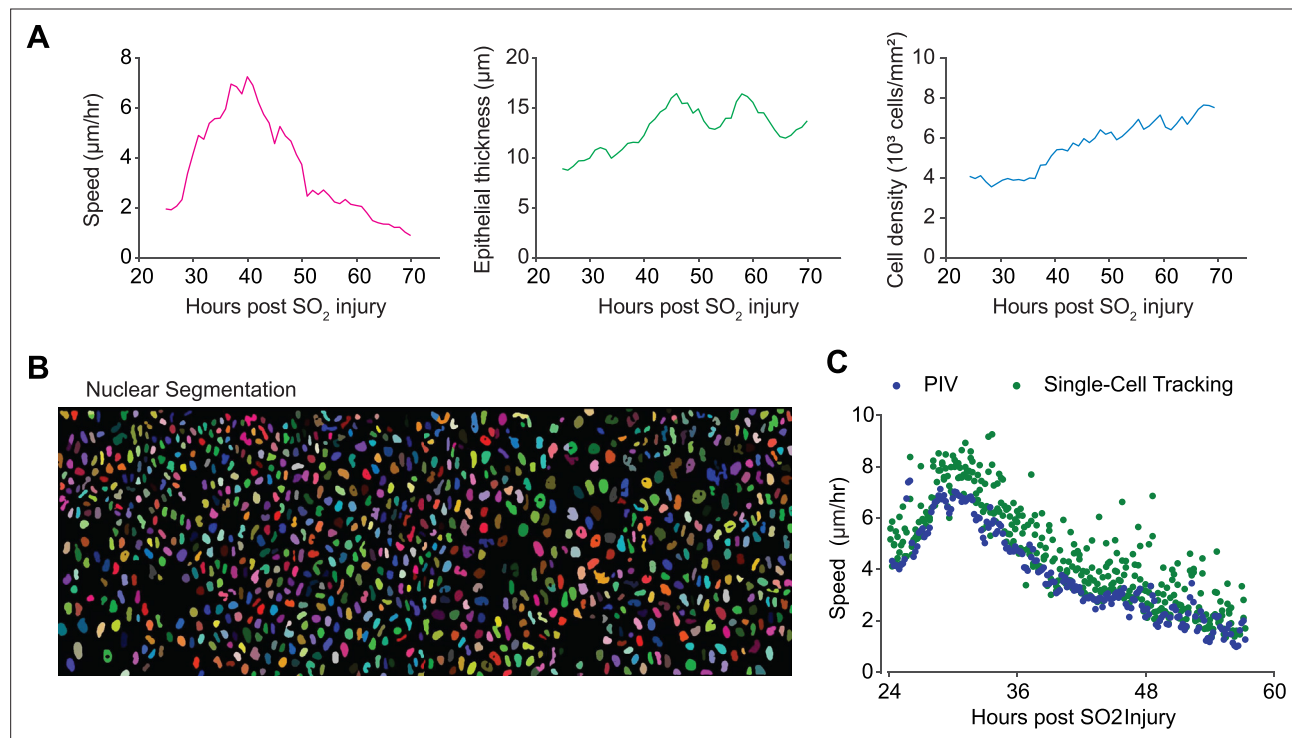 A
8
6
4
2
0
Speed (μm/hr)
20 30 40 50 60 70
Hours post SO₂ injury
20
15
10
5
0
Epithelial thickness (μm)
20 30 40 50 60 70
Hours post SO₂ injury
10
8
6
4
2
0
Cell density (10³ cells/mm²)
20 30 40 50 60 70
Hours post SO₂ injury
B
Nuclear Segmentation
C
PIV Single-Cell Tracking
10
8
6
4
2
0
Speed (μm/hr)
24 36 48 60
Hours post SO2Injury